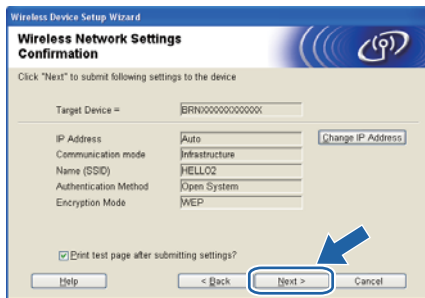 Wireless Device Setup Wizard
Wireless Network Settings
Confirmation
Click "Next" to submit following settings to the device
Target Device = BRNXXXXXXXXXXXX
IP Address Auto Change IP Address
Communication mode Infrastructure
Name (SSID) HELLO2
Authentication Method Open System
Encryption Mode WEP
Print test page after submitting settings?
Help < Back Next > Cancel